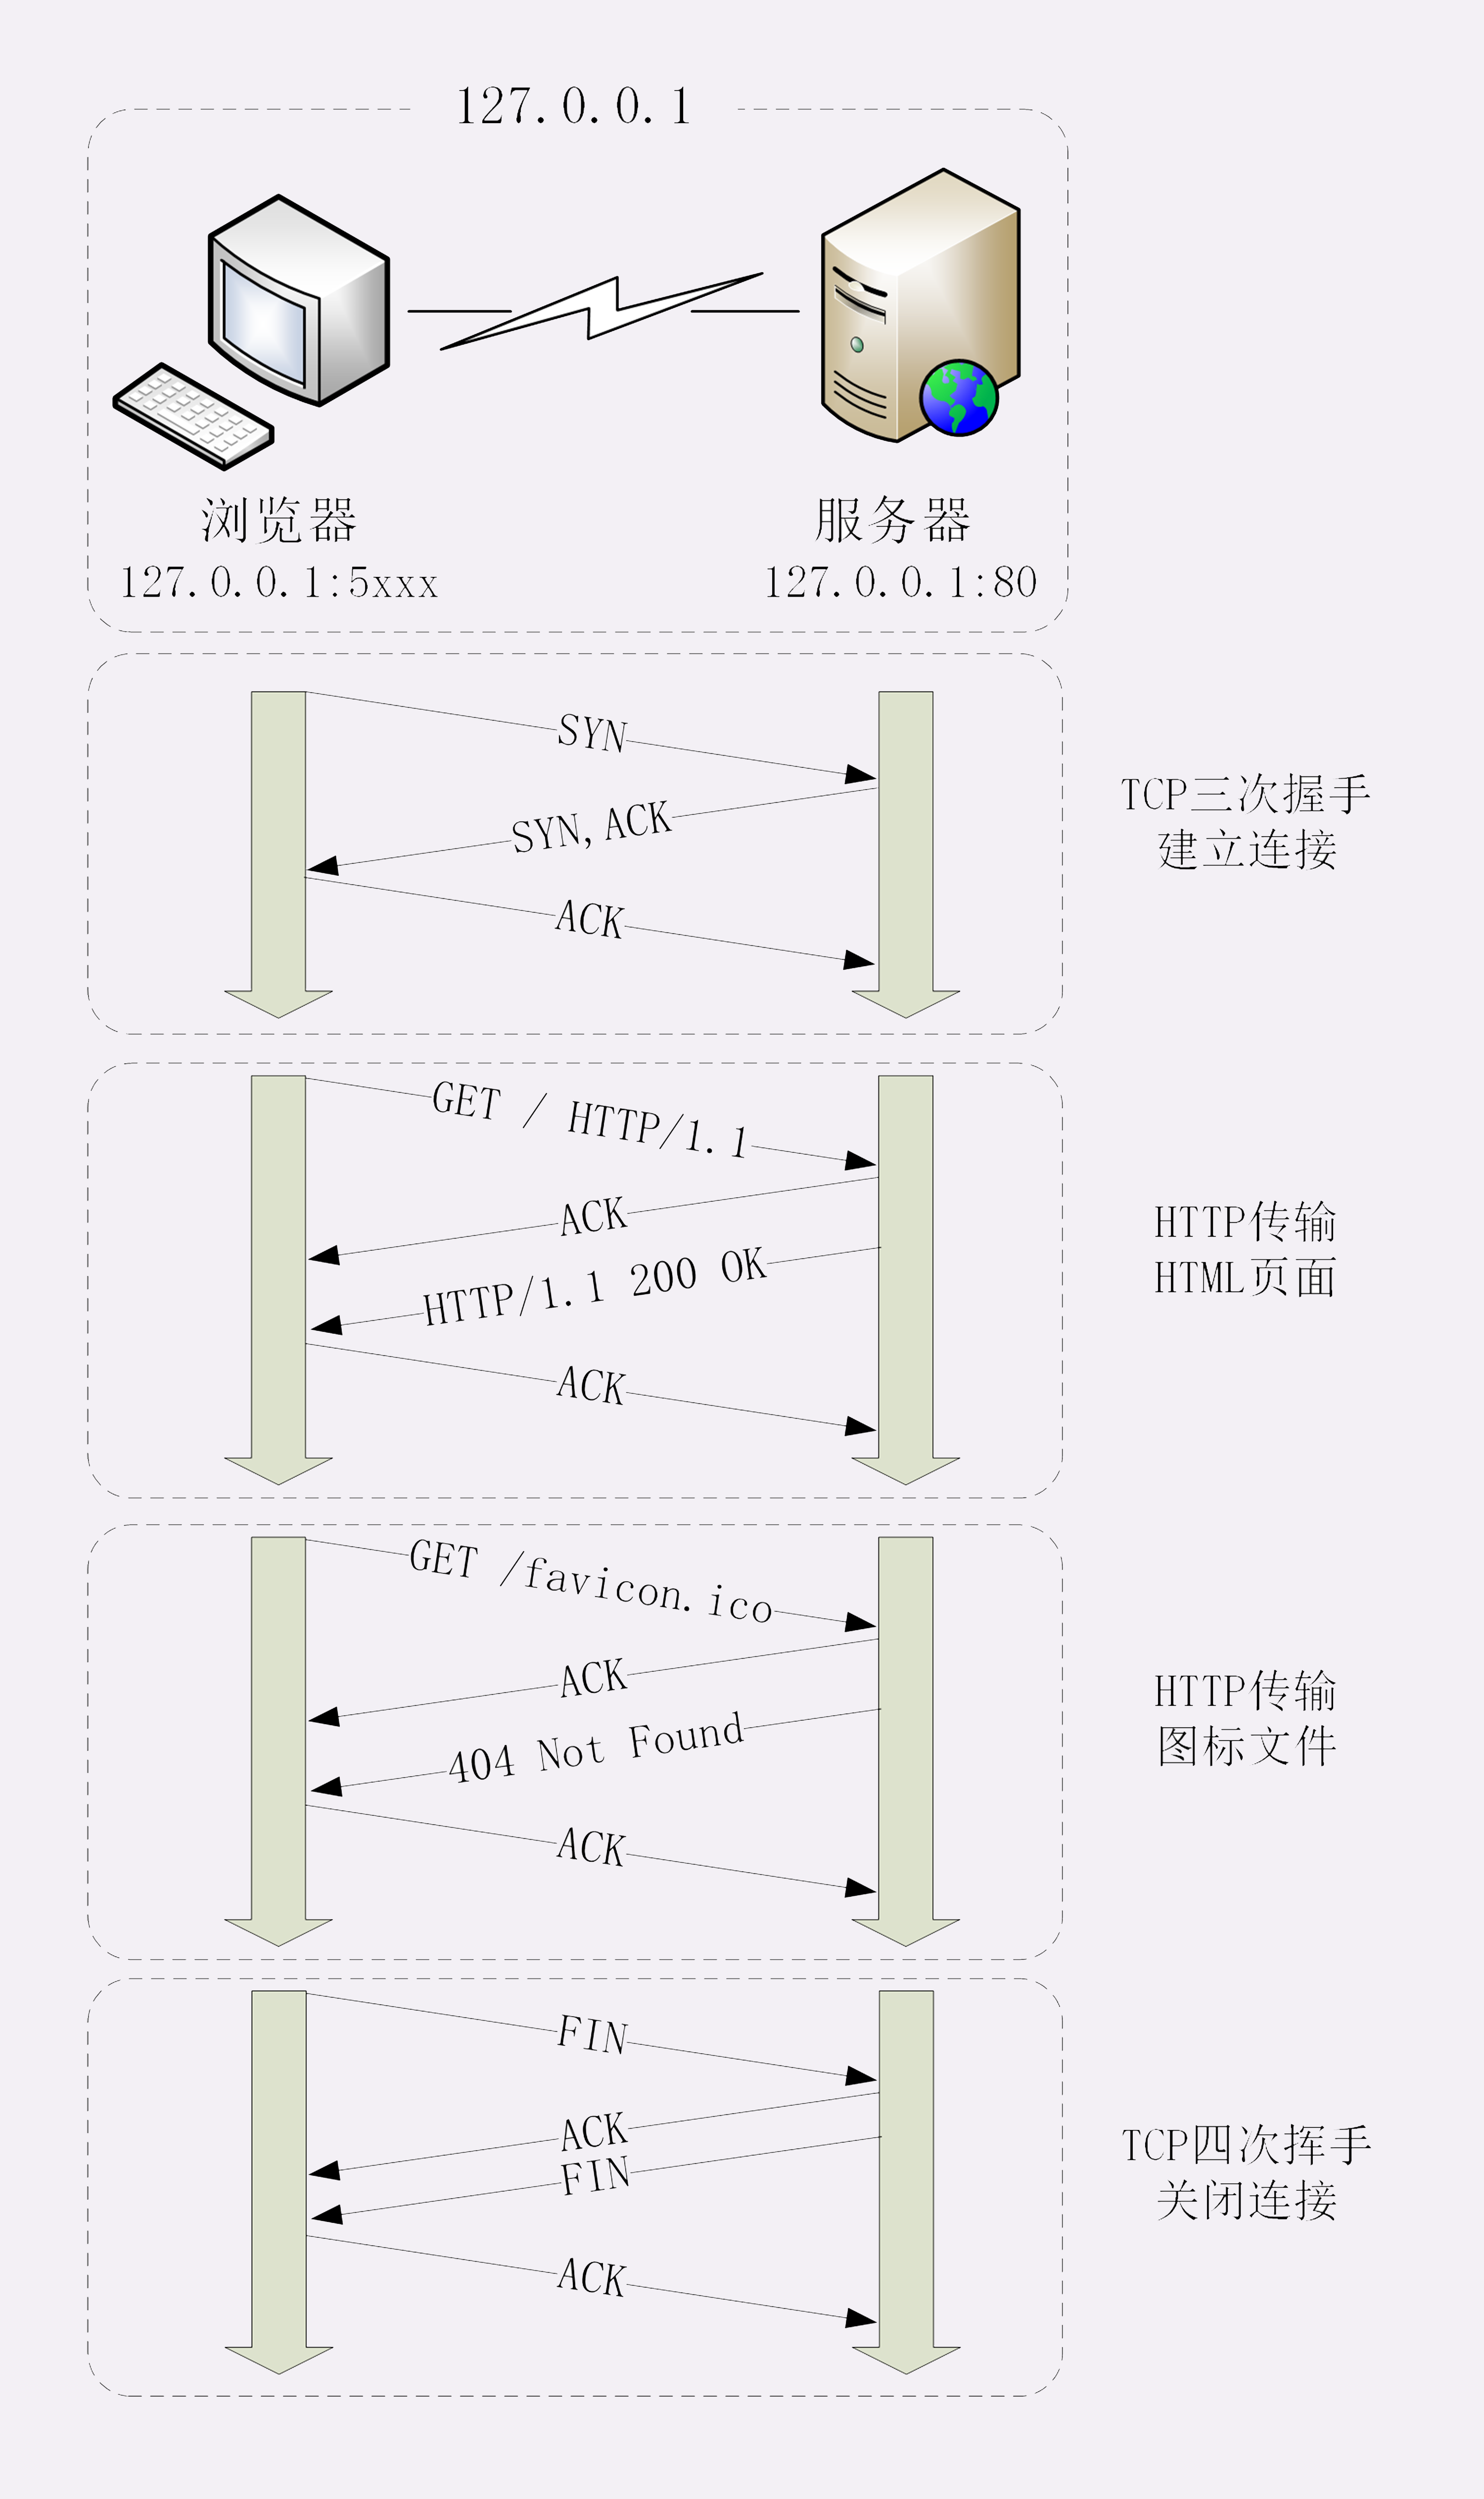 127.0.0.1
浏览器
127.0.0.1:5xxx
服务器
127.0.0.1:80
SYN
SYN,ACK
ACK
TCP三次握手
建立连接
GET / HTTP/1.1
ACK
HTTP/1.1 200 OK
ACK
HTTP传输
HTML页面
GET /favicon.ico
ACK
404 Not Found
ACK
HTTP传输
图标文件
FIN
ACK
FIN
ACK
TCP四次挥手
关闭连接